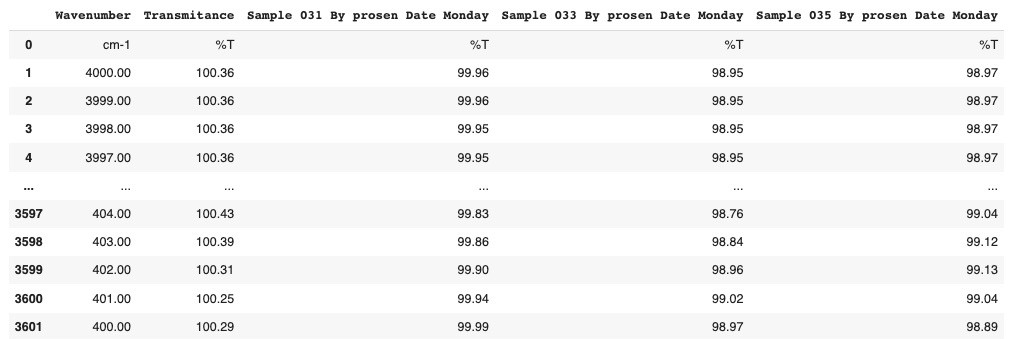 Wavenumber Transmitance Sample 031 By prosen Date Monday Sample 033 By prosen Date Monday Sample 035 By prosen Date Monday
0 cm-1 %T %T %T %T
1 4000.00 100.36 99.96 98.95 98.97
2 3999.00 100.36 99.96 98.95 98.97
3 3998.00 100.36 99.95 98.95 98.97
4 3997.00 100.36 99.95 98.95 98.97
... ... ... ... ... ...
3597 404.00 100.43 99.83 98.76 99.04
3598 403.00 100.39 99.86 98.84 99.12
3599 402.00 100.31 99.90 98.96 99.13
3600 401.00 100.25 99.94 99.02 99.04
3601 400.00 100.29 99.99 98.97 98.89